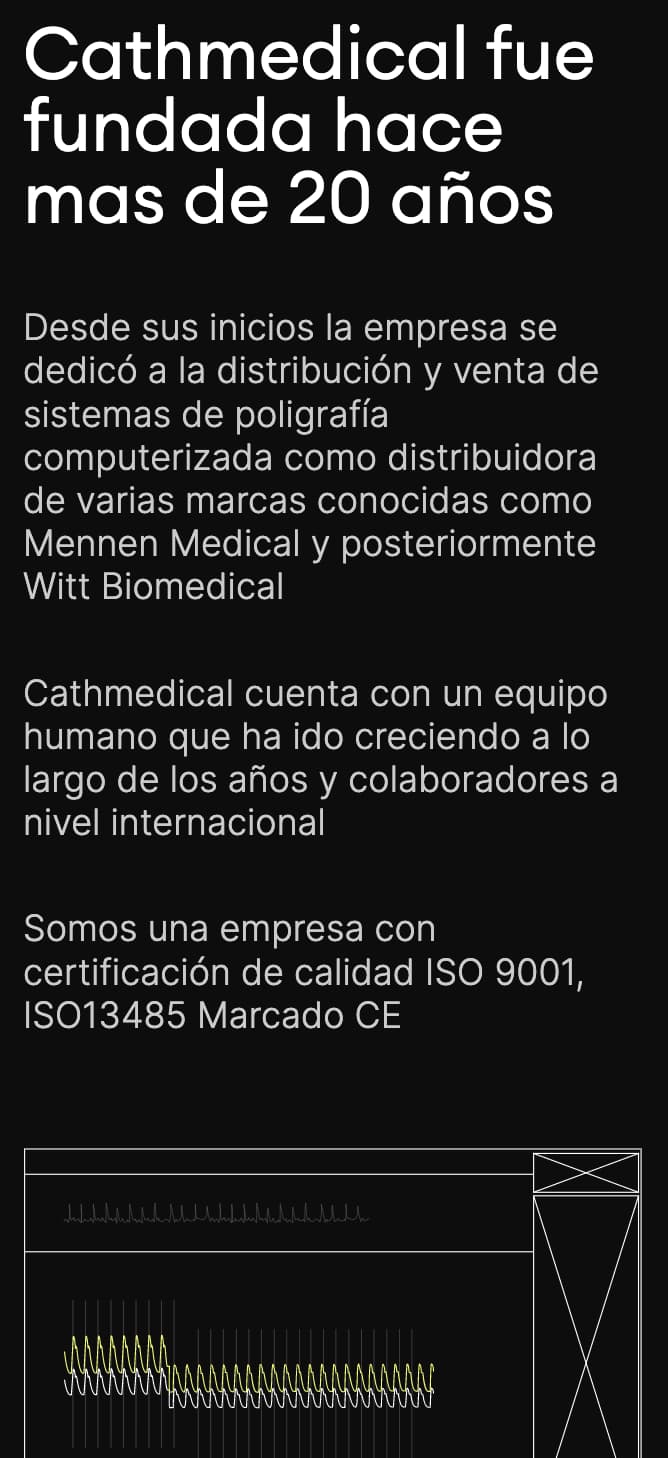 Cathmedical fue
fundada hace
mas de 20 años
Desde sus inicios la empresa se
dedicó a la distribución y venta de
sistemas de poligrafía
computerizada como distribuidora
de varias marcas conocidas como
Mennen Medical y posteriormente
Witt Biomedical
Cathmedical cuenta con un equipo
humano que ha ido creciendo a lo
largo de los años y colaboradores a
nivel internacional
Somos una empresa con
certificación de calidad ISO 9001,
ISO13485 Marcado CE